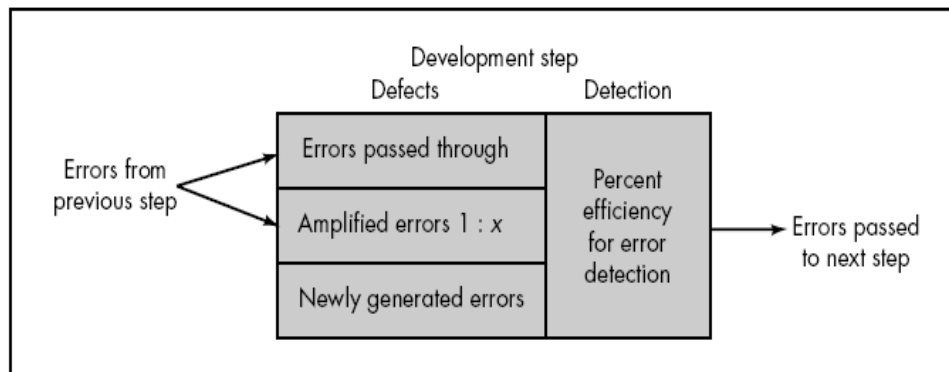 Development step
Defects
Detection
Errors from
previous step
Errors passed through
Amplified errors 1 : x
Newly generated errors
Percent
efficiency
for error
detection
Errors passed
to next step